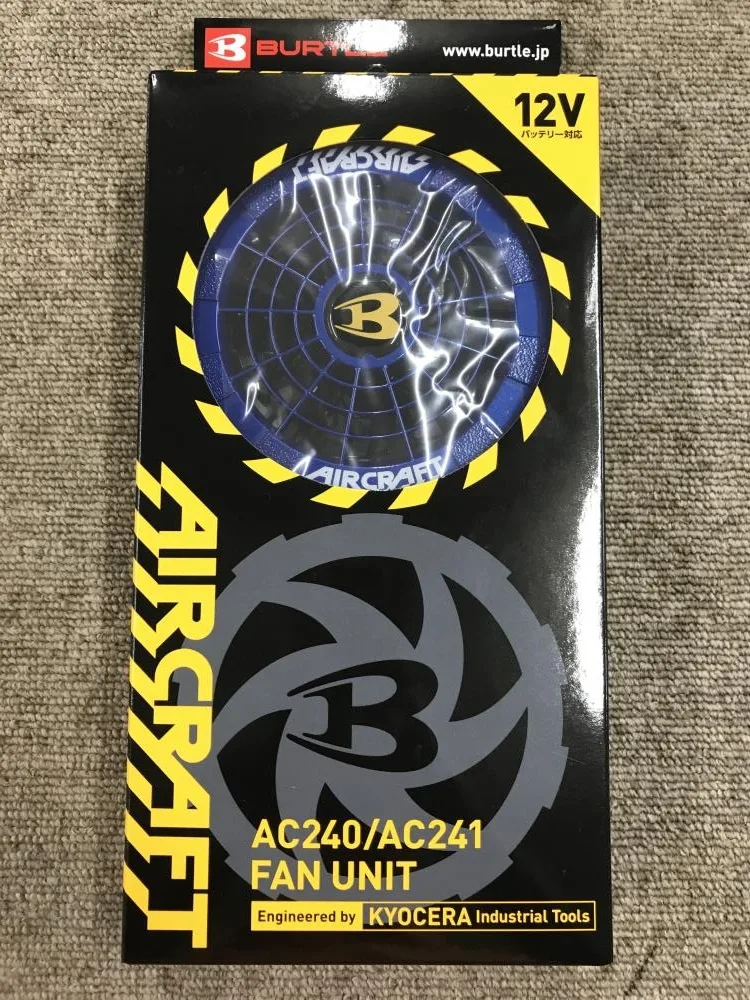 B BURTLE
www.burtle.jp
12V
バッテリー対応
AIRCRAFT
B
AIRCRAFT
AIRCRAFT
B
AC240/AC241
FAN UNIT
Engineered by KYOCERA Industrial Tools